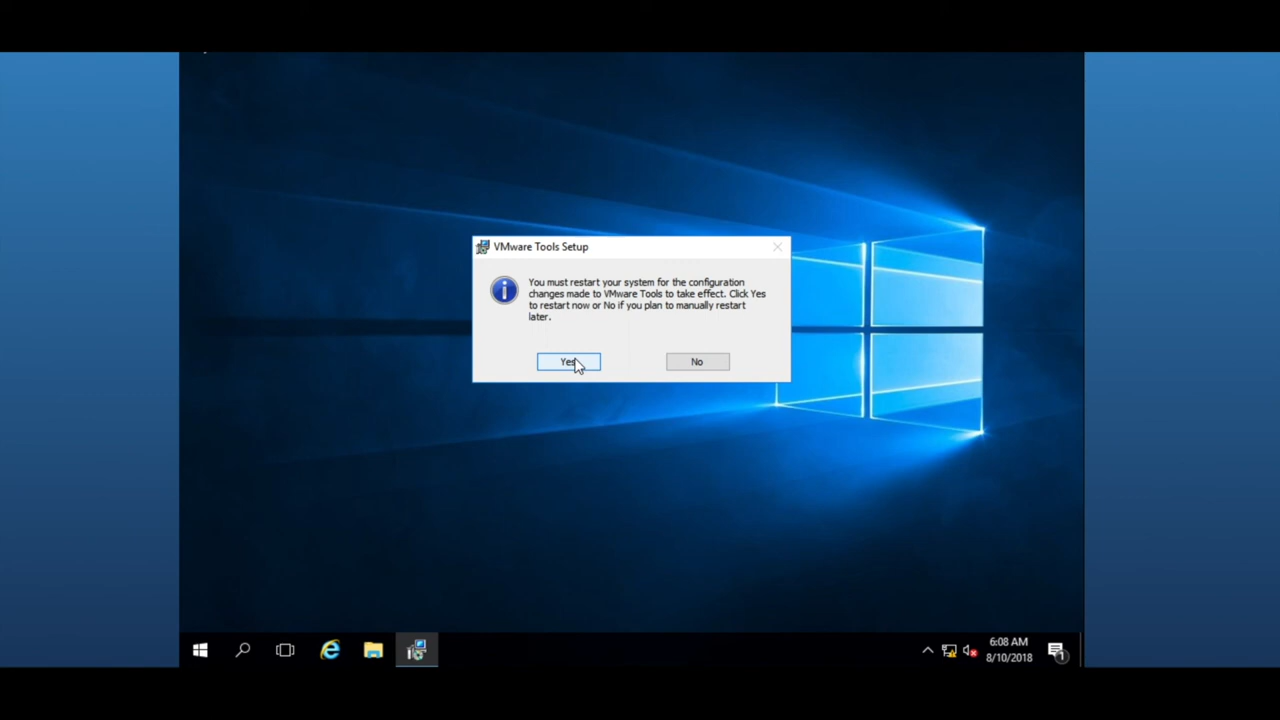 VMware Tools Setup
You must restart your system for the configuration
changes made to VMware Tools to take effect. Click Yes
to restart now or No if you plan to manually restart
later.
Yes
No
6:08 AM
8/10/2018
1